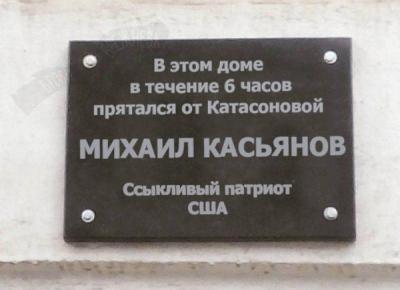 В этом доме
в течение 6 часов
прятался от Катасоновой
МИХАИЛ КАСЬЯНОВ
Ссыкливый патриот
США